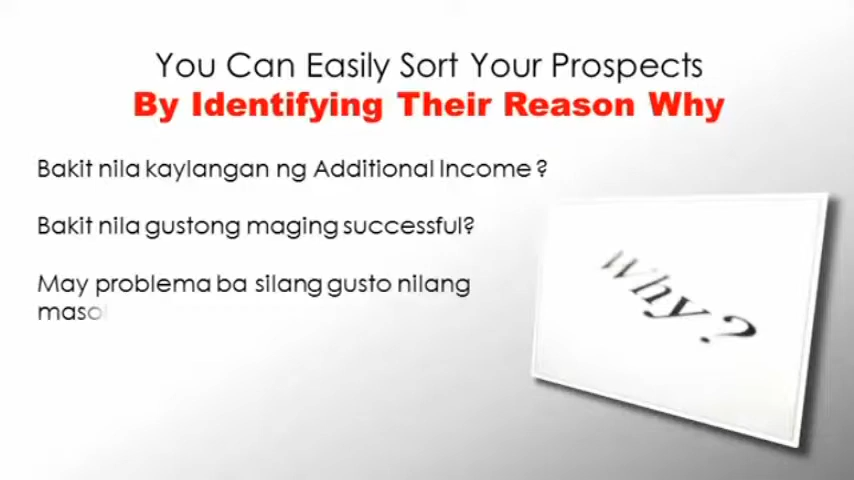 You Can Easily Sort Your Prospects
By Identifying Their Reason Why
Bakit nila kaylangan ng Additional Income ?
Bakit nila gustong maging successful?
May problema ba silang gusto nilang
Why?